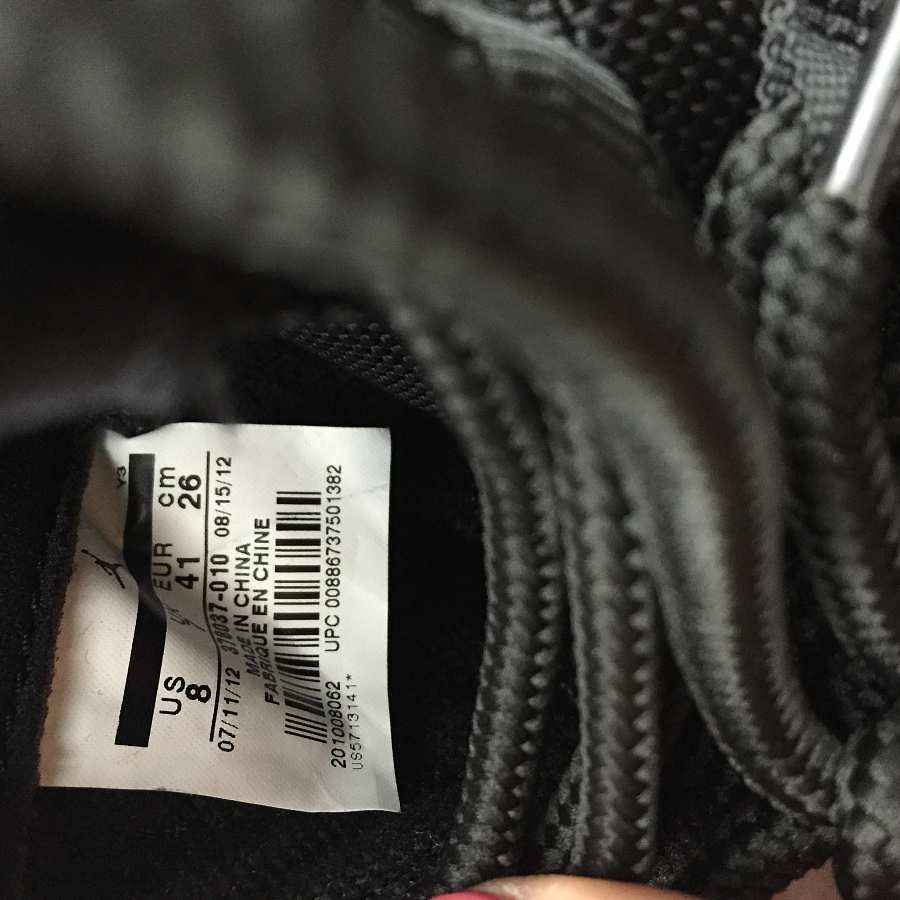 Y3
US EUR cm
8 41 26
07/11/12 378037-010 08/15/12
MADE IN CHINA
FABRIQUE EN CHINE
201008062 UPC 00886737501382
US5713141*